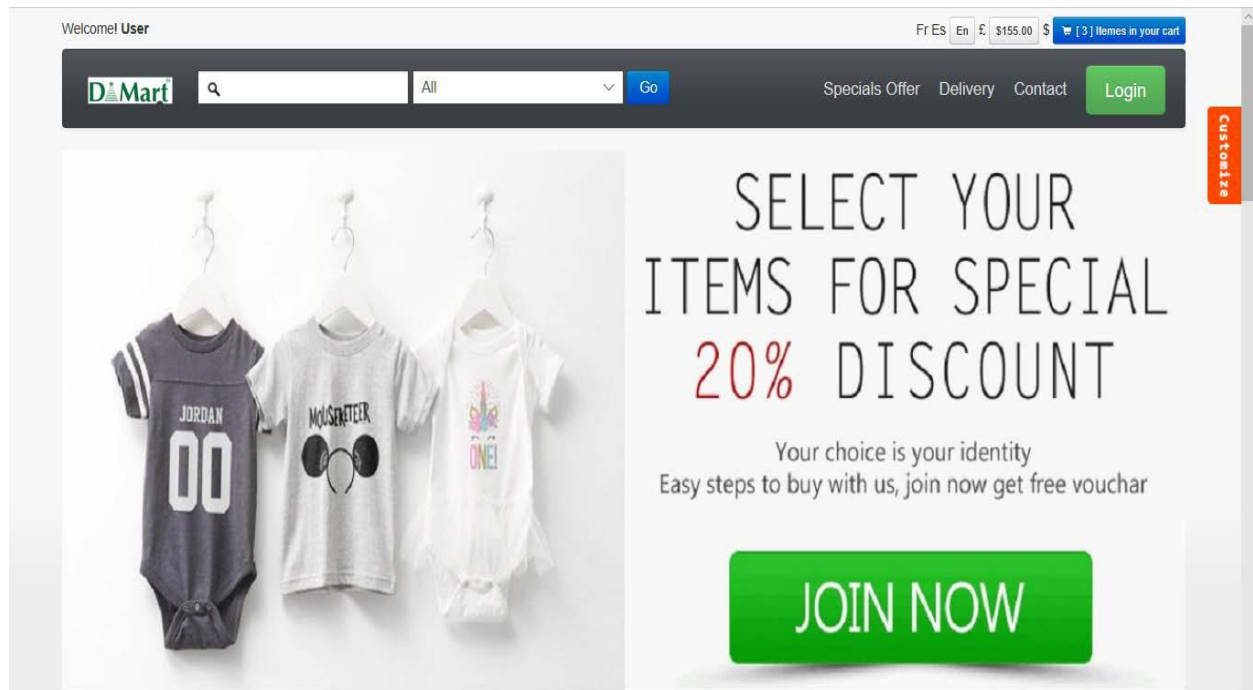 Welcome! User
Fr Es En £ $155.00 $ [ 3 ] Itemes in your cart
D Mart
All
Go
Specials Offer Delivery Contact Login
Customize
SELECT YOUR
ITEMS FOR SPECIAL
20% DISCOUNT
JORDAN
00
MOUSEKETEER
ONE!
Your choice is your identity
Easy steps to buy with us, join now get free vouchar
JOIN NOW